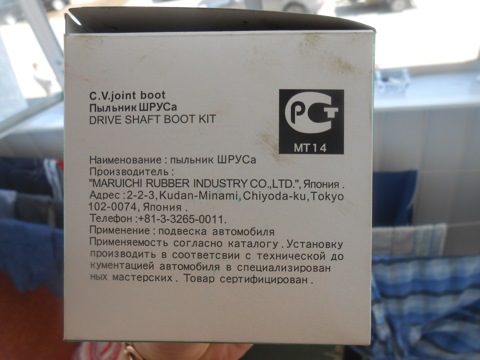 C.V.joint boot
Пыльник ШРУСа
DRIVE SHAFT BOOT KIT
РСТ
МТ14
Наименование : пыльник ШРУСа
Производитель :
"MARUICHI RUBBER INDUSTRY CO.,LTD.", Япония .
Адрес :2-2-3, Kudan-Minami, Chiyoda-ku, Tokyo
102-0074, Япония .
Телефон :+81-3-3265-0011.
Применение : подвеска автомобиля
Применяемость согласно каталогу . Установку
производить в соответсвии с технической до
кументацией автомобиля в специализирован
ных мастерских . Товар сертифицирован .